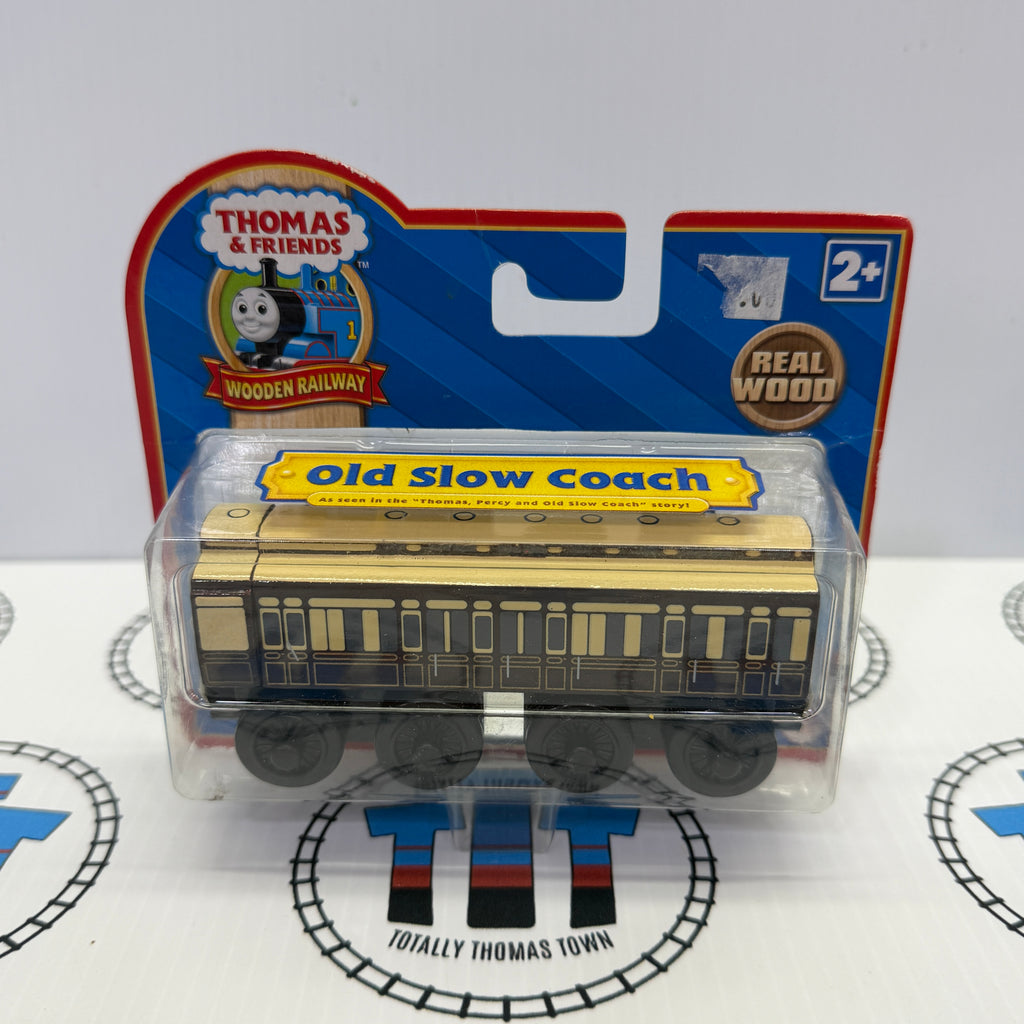 THOMAS
& FRIENDS
™
1
WOODEN RAILWAY
2+
REAL
WOOD
Old Slow Coach
As seen in the "Thomas, Percy and Old Slow Coach" story!
TTT
TOTALLY THOMAS TOWN